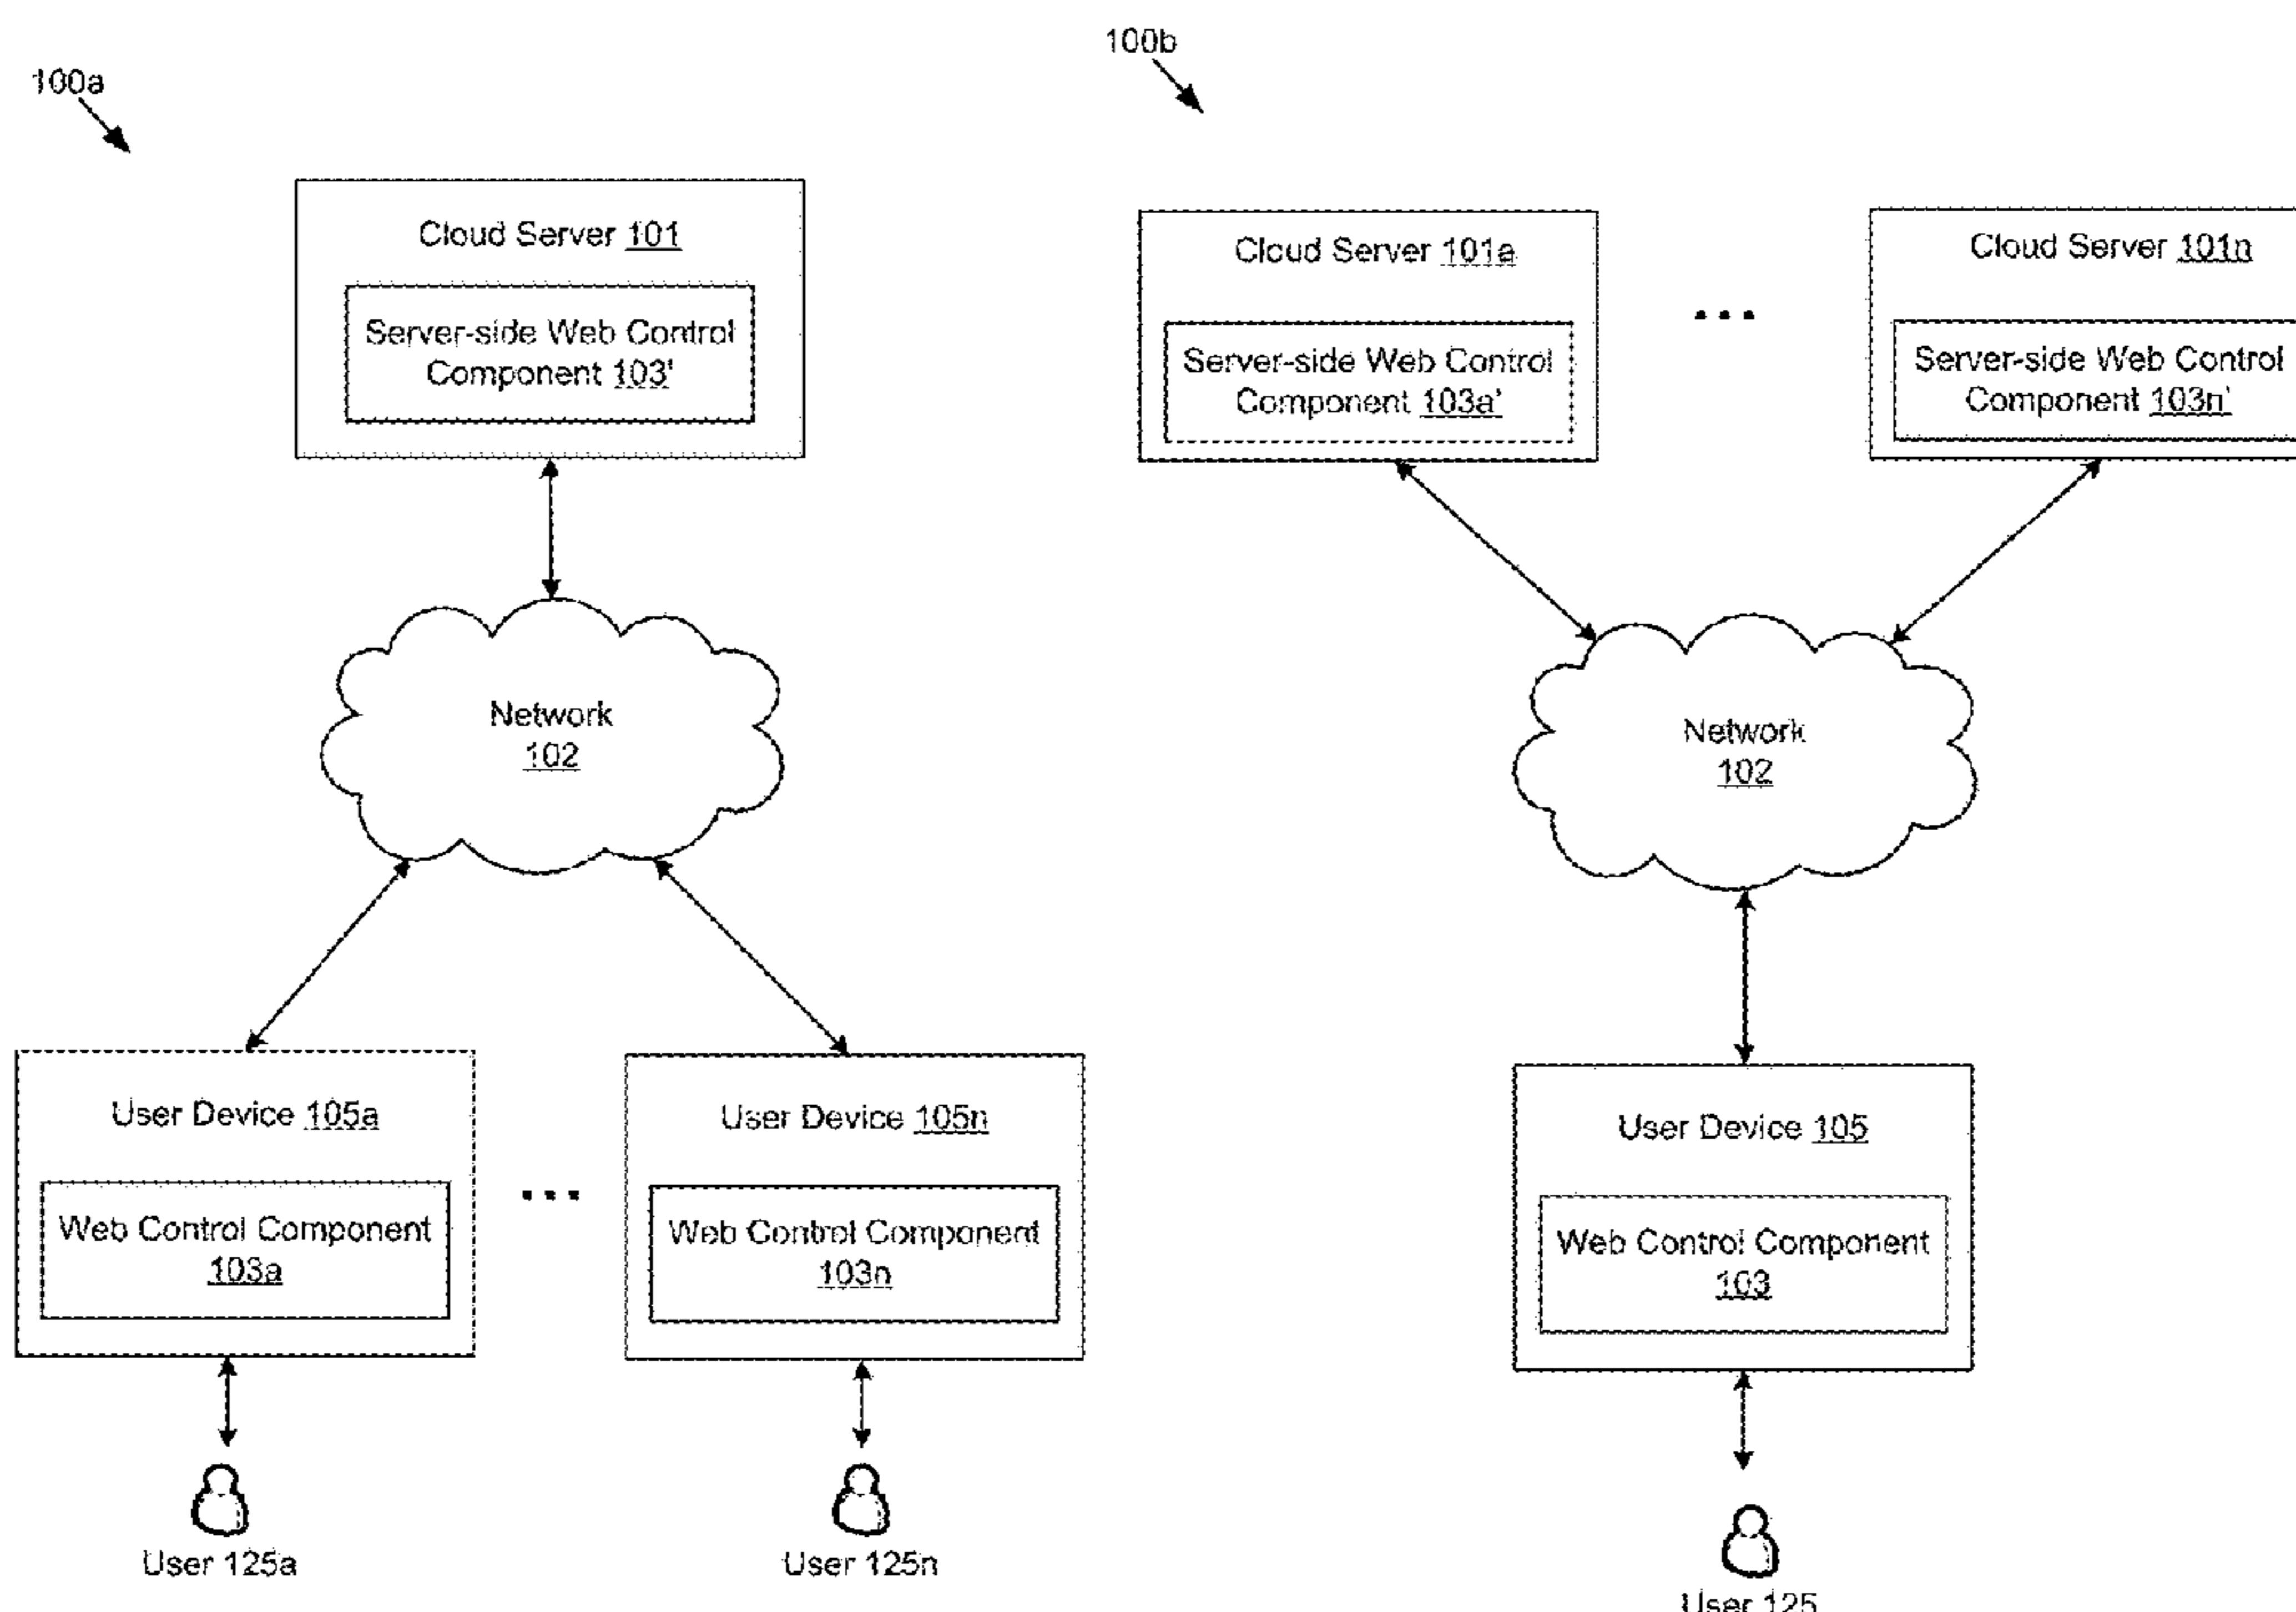 100a
Cloud Server 101
Server-side Web Control
Component 103'
Network
102
User Device 105a
Web Control Component
103a
...
User Device 105n
Web Control Component
103n
User 125a
User 125n
100b
Cloud Server 101a
Server-side Web Control
Component 103a'
...
Cloud Server 101n
Server-side Web Control
Component 103n'
Network
102
User Device 105
Web Control Component
103
User 125